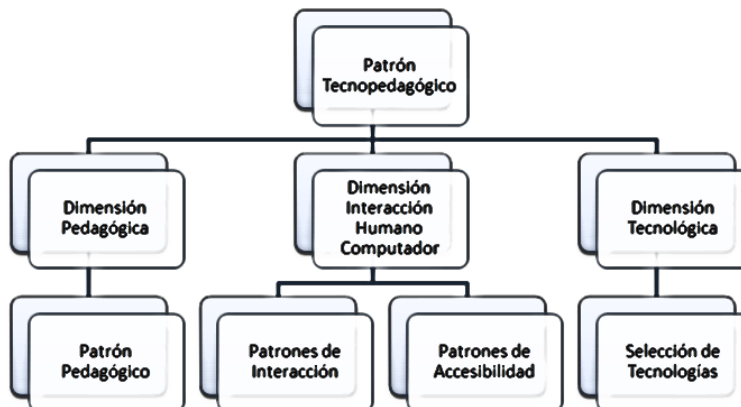 Patrón
Tecnopedagógico
Dimensión
Pedagógica
Dimensión
Interacción
Humano
Computador
Dimensión
Tecnológica
Patrón
Pedagógico
Patrones de
Interacción
Patrones de
Accesibilidad
Selección de
Tecnologías